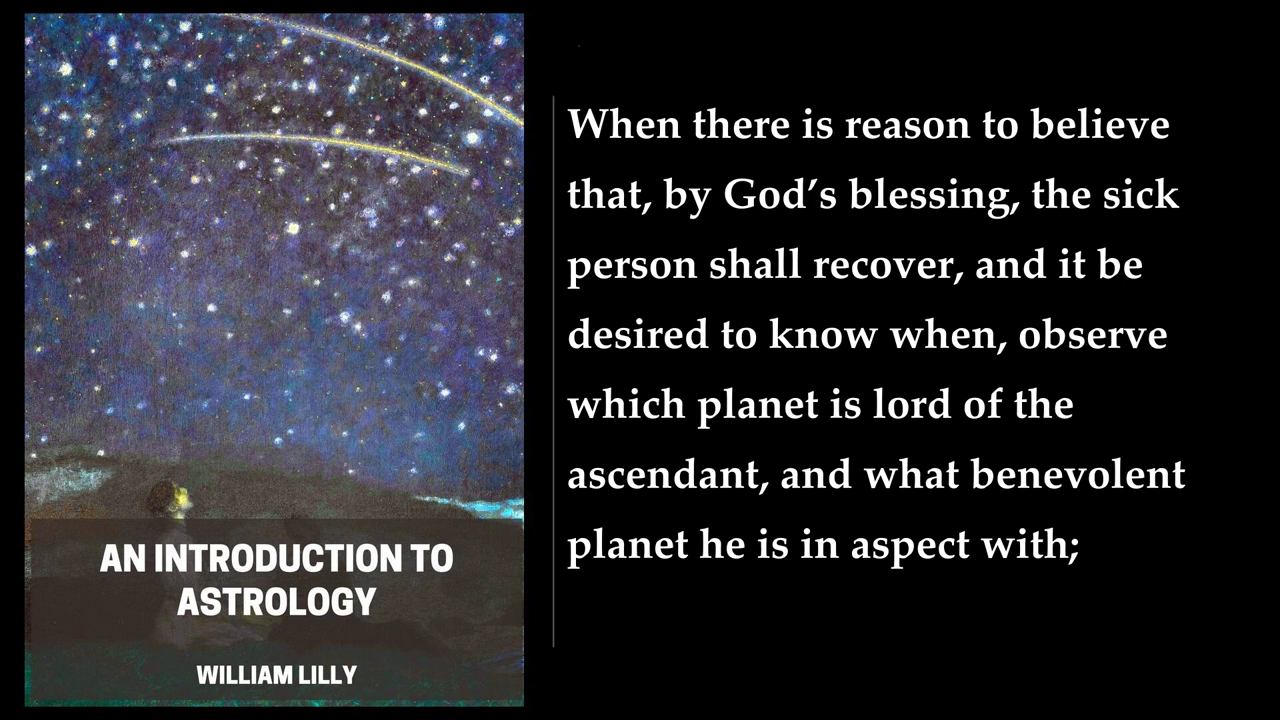 AN INTRODUCTION TO
ASTROLOGY
WILLIAM LILLY
When there is reason to believe
that, by God’s blessing, the sick
person shall recover, and it be
desired to know when, observe
which planet is lord of the
ascendant, and what benevolent
planet he is in aspect with;